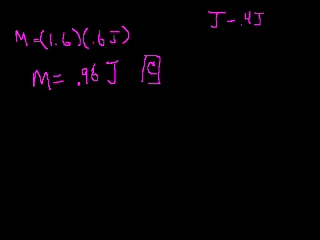 J - .4J
M = (1.6)(.6J)
M = .96 J [C]